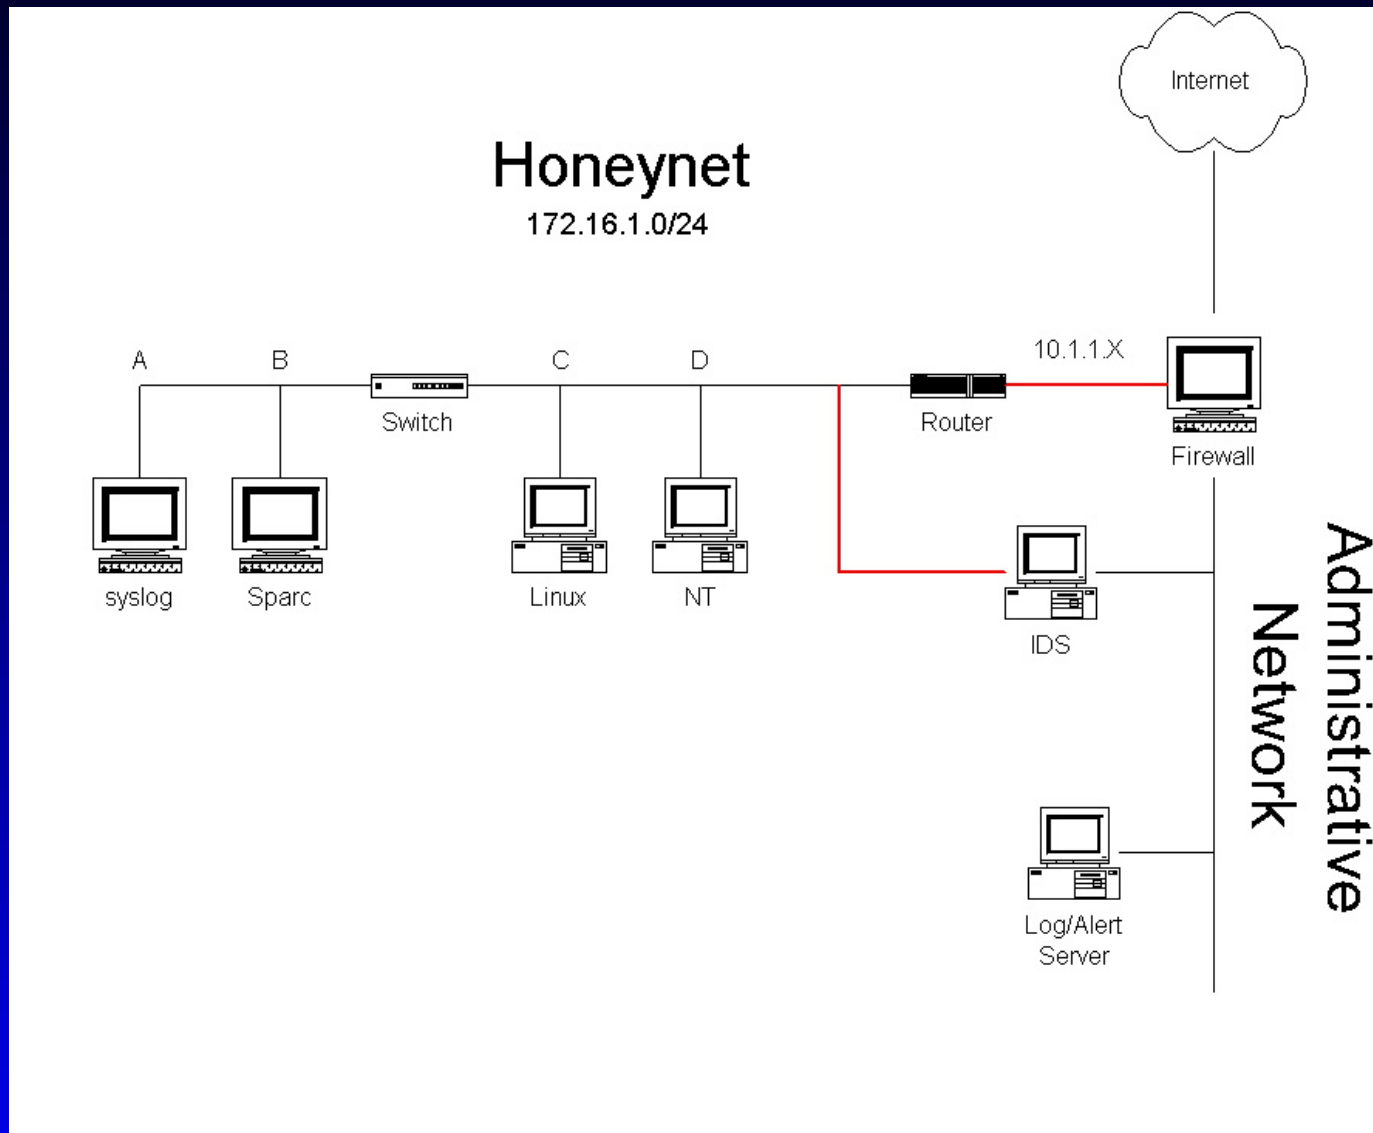 Internet
Honeynet
172.16.1.0/24
A
B
C
D
10.1.1.X
Switch
Router
Firewall
syslog
Sparc
Linux
NT
IDS
Administrative
Network
Log/Alert
Server